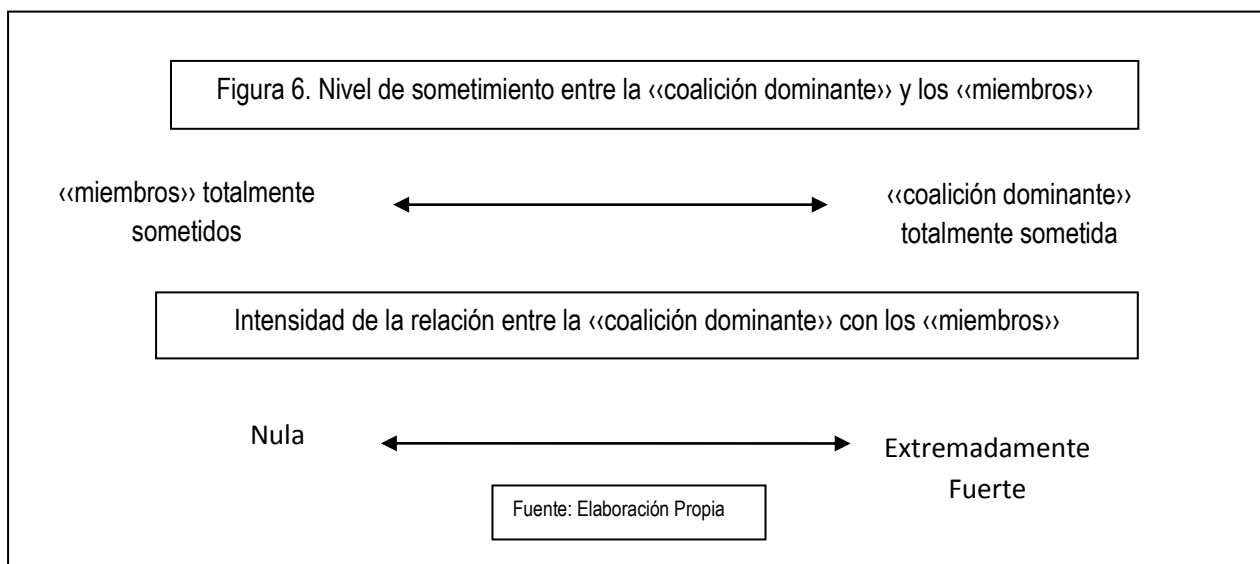 Figura 6. Nivel de sometimiento entre la ‹‹coalición dominante›› y los ‹‹miembros››
‹‹miembros›› totalmente
sometidos
‹‹coalición dominante››
totalmente sometida
Intensidad de la relación entre la ‹‹coalición dominante›› con los ‹‹miembros››
Nula
Extremadamente
Fuerte
Fuente: Elaboración Propia